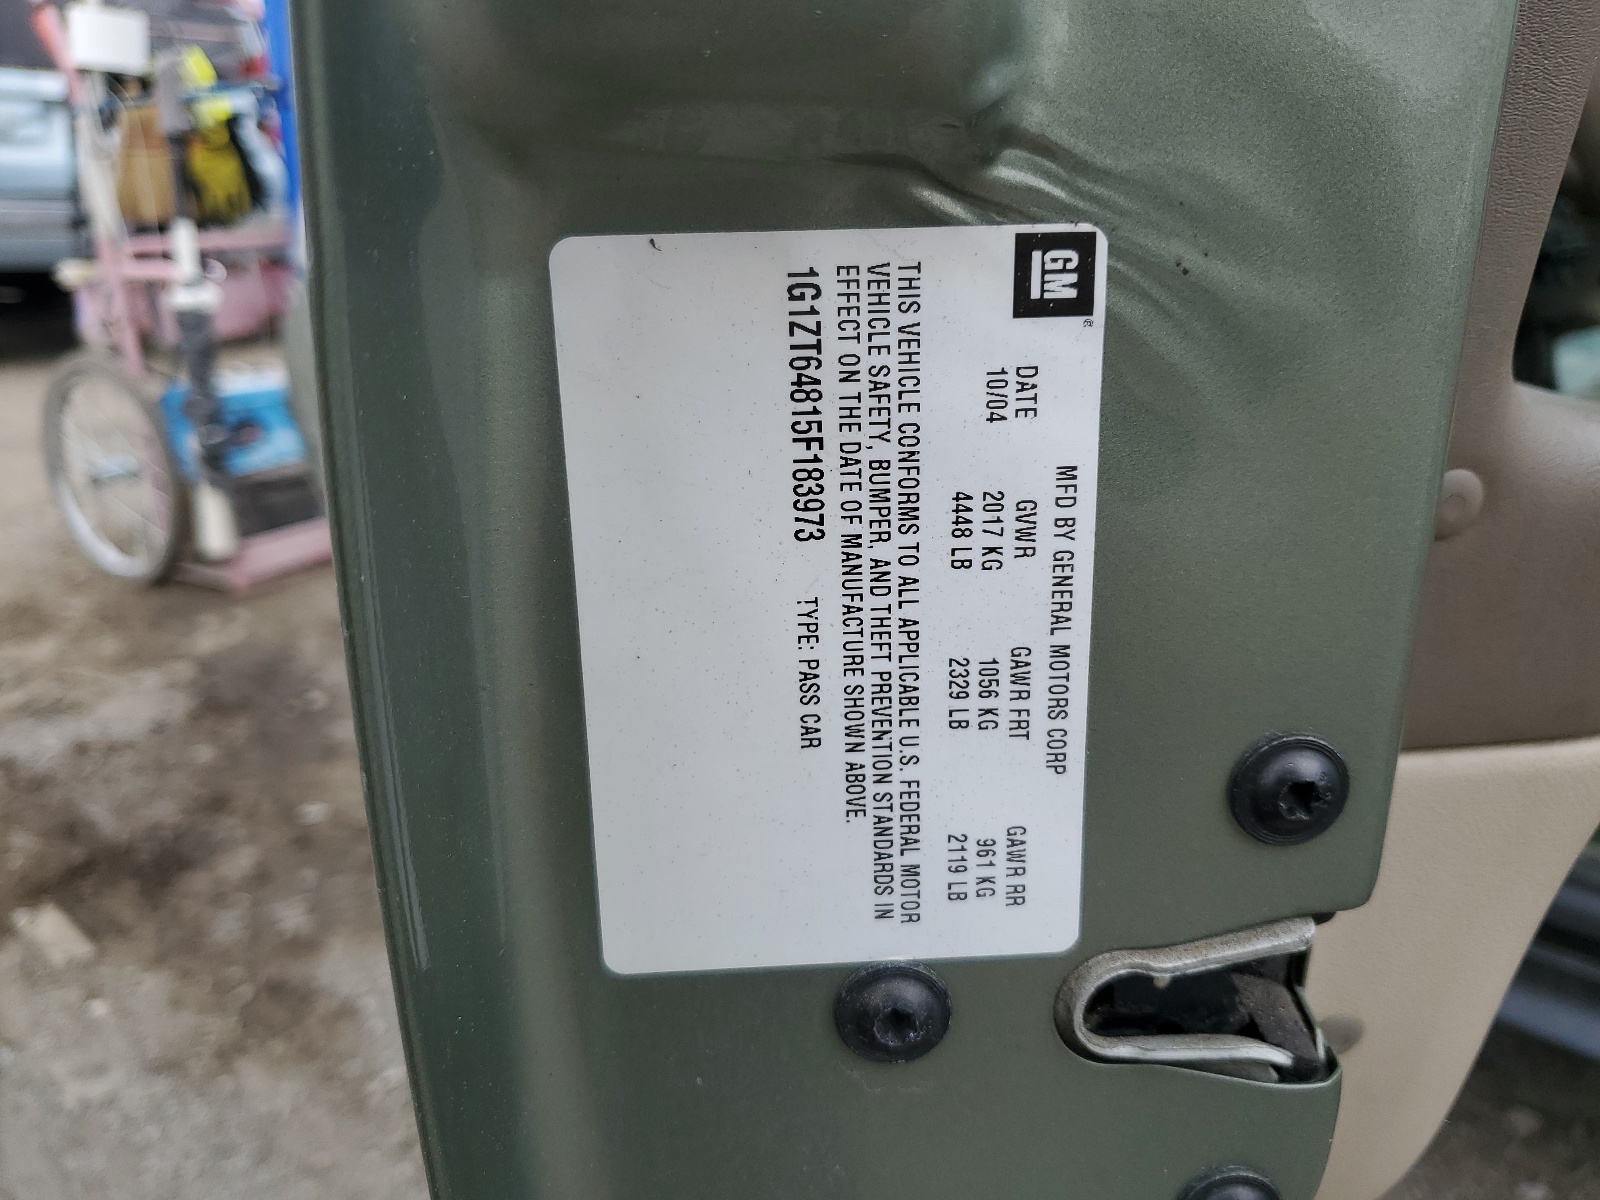 GM®
MFD BY GENERAL MOTORS CORP
DATE GVWR GAWR FRT GAWR RR
10/04 2017 KG 1056 KG 961 KG
4448 LB 2329 LB 2119 LB
THIS VEHICLE CONFORMS TO ALL APPLICABLE U.S. FEDERAL MOTOR
VEHICLE SAFETY, BUMPER, AND THEFT PREVENTION STANDARDS IN
EFFECT ON THE DATE OF MANUFACTURE SHOWN ABOVE.
1G1ZT64815F183973 TYPE: PASS CAR